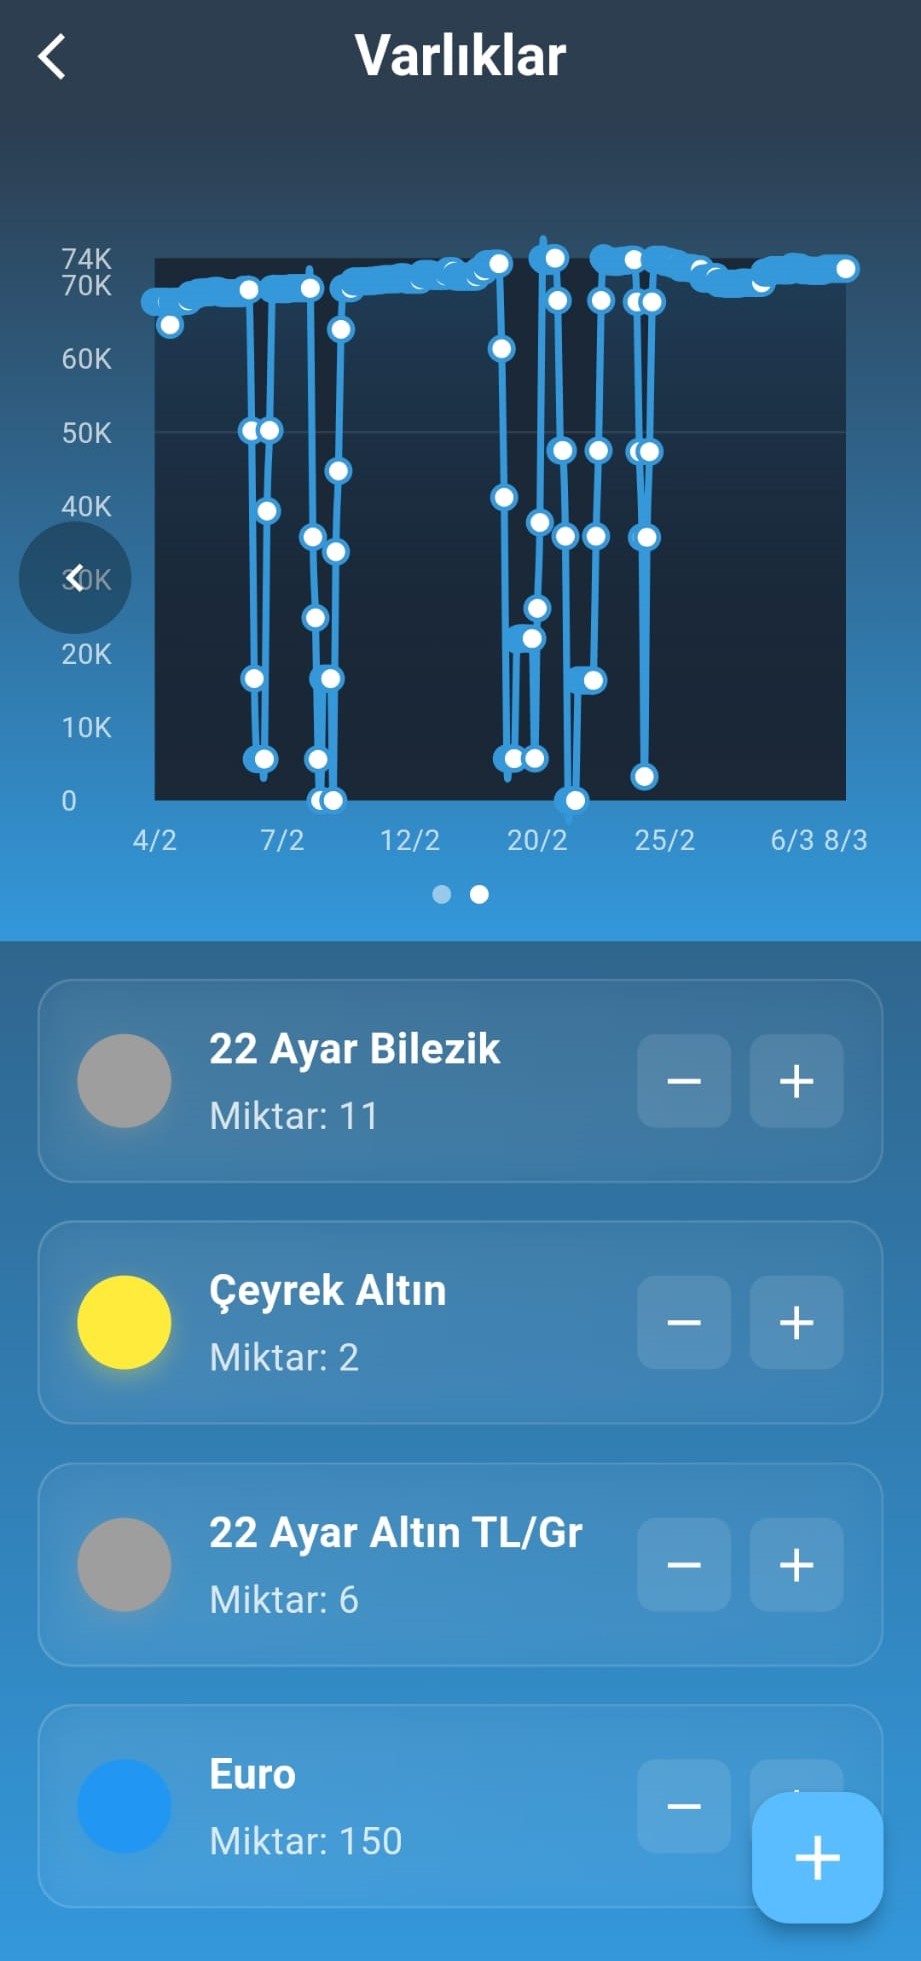 Varlıklar
74K
70K
60K
50K
40K
30K
20K
10K
0
4/2 7/2 12/2 20/2 25/2 6/3 8/3
22 Ayar Bilezik
Miktar: 11
Çeyrek Altın
Miktar: 2
22 Ayar Altın TL/Gr
Miktar: 6
Euro
Miktar: 150